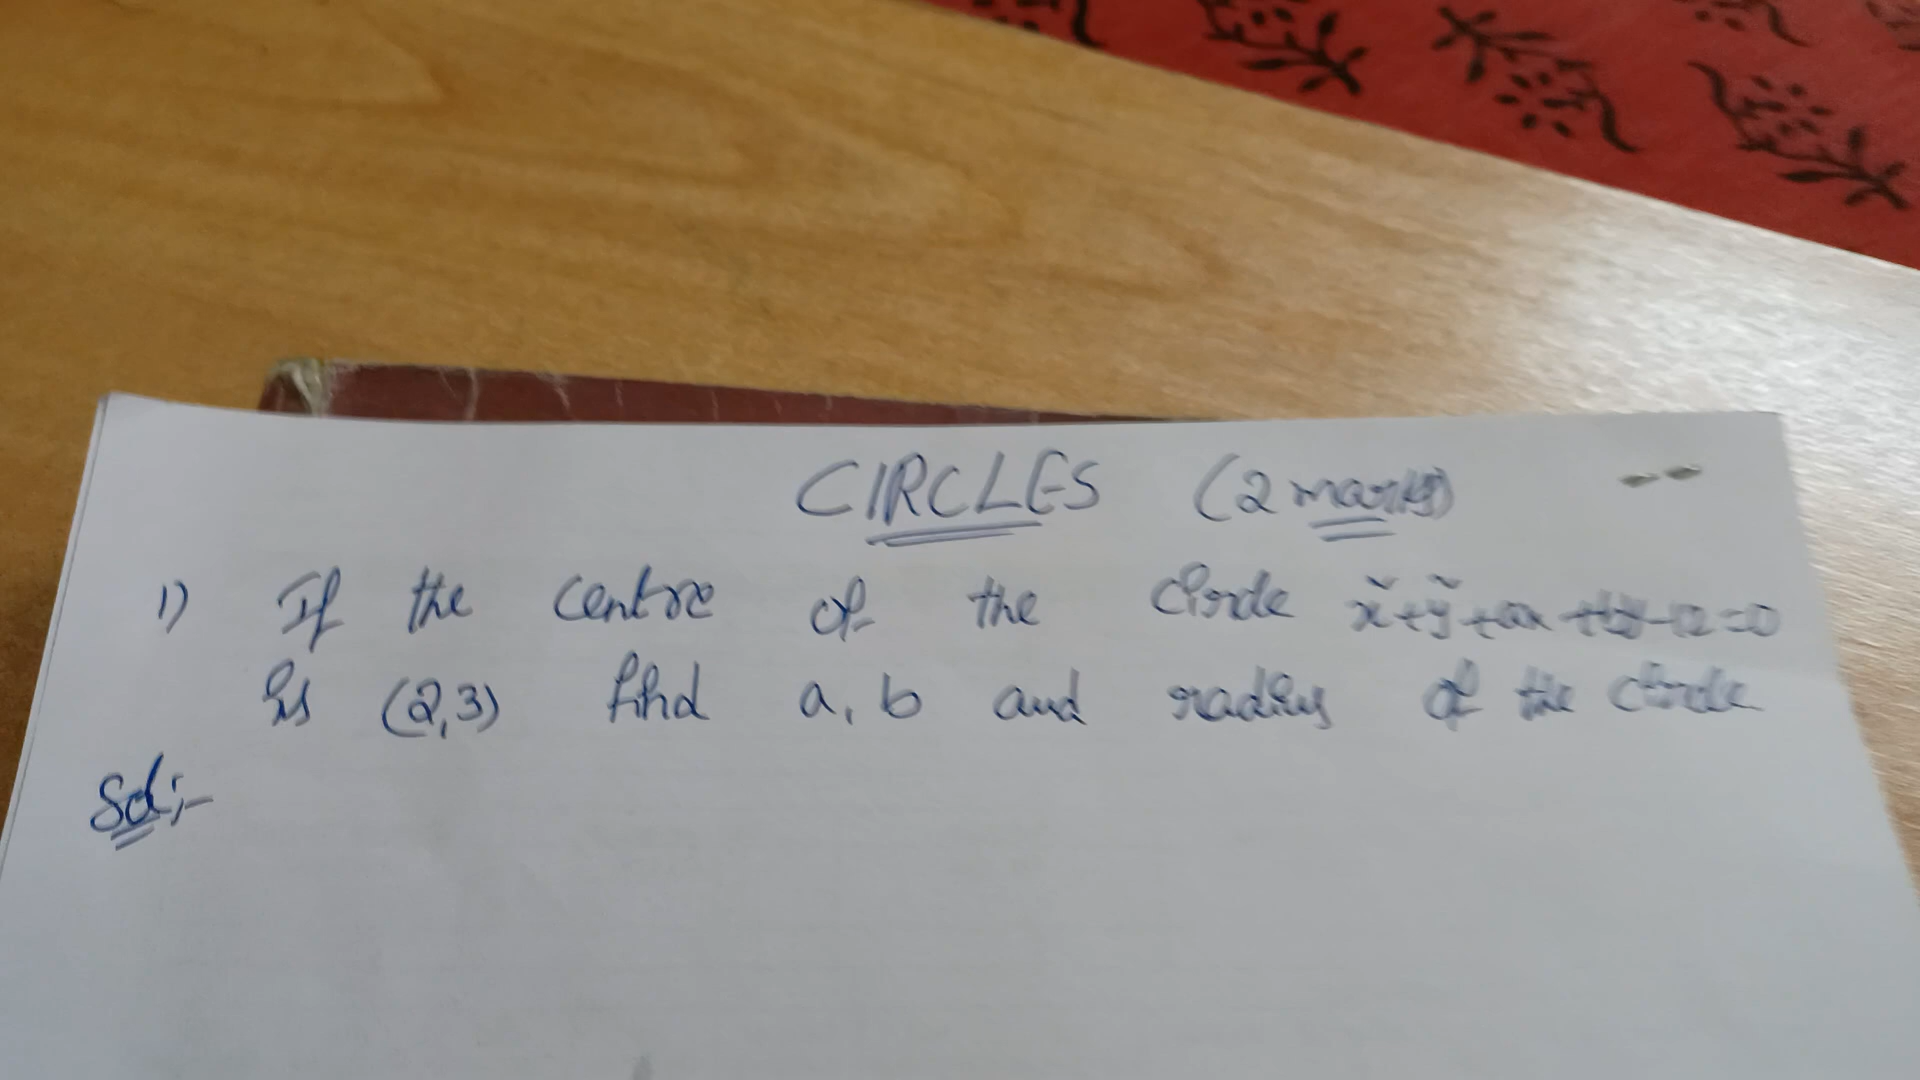 CIRCLES (2 marks)
1) If the centre of the circle x²+y²+ax+by-12=0
is (2,3) find a, b and radius of the circle
Sol:-